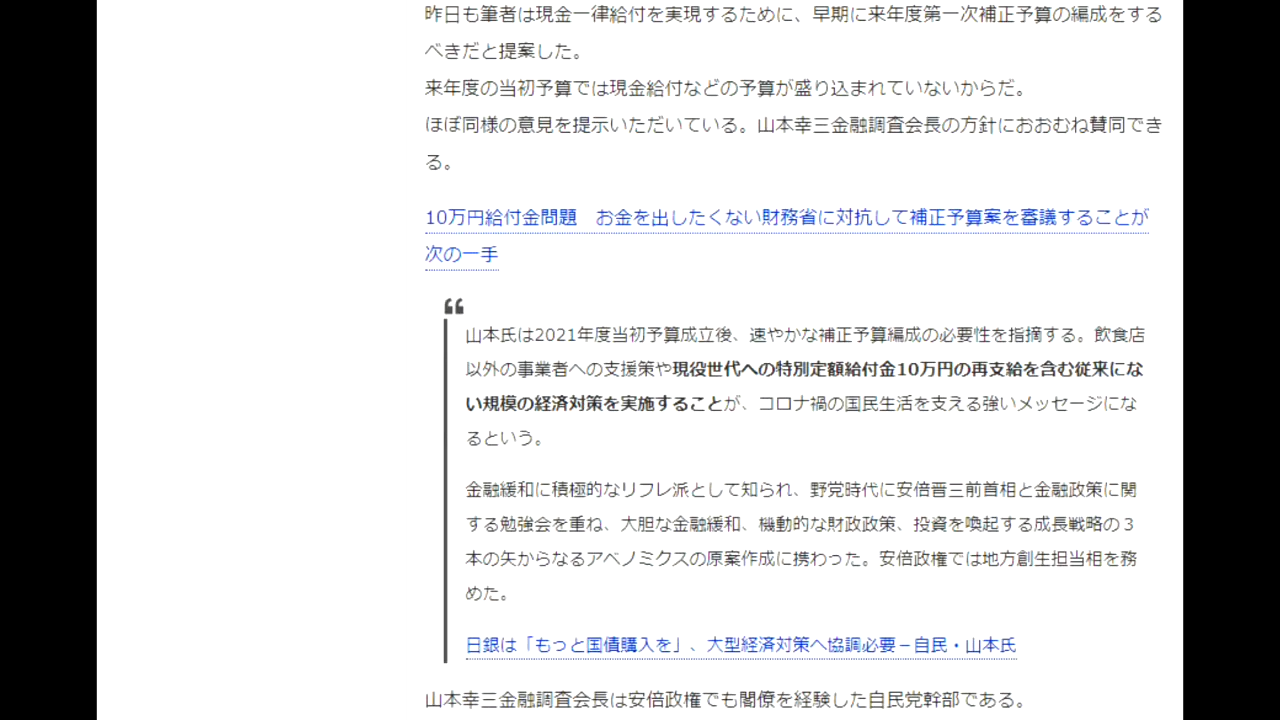 昨日も筆者は現金一律給付を実現するために、早期に来年度第一次補正予算の編成をする
べきだと提案した。
来年度の当初予算では現金給付などの予算が盛り込まれていないからだ。
ほぼ同様の意見を提示いただいている。山本幸三金融調査会長の方針におおむね賛同でき
る。
10万円給付金問題　お金を出したくない財務省に対抗して補正予算案を審議することが
次の一手
❝
山本氏は2021年度当初予算成立後、速やかな補正予算編成の必要性を指摘する。飲食店
以外の事業者への支援策や現役世代への特別定額給付金10万円の再支給を含む従来にな
い規模の経済対策を実施することが、コロナ禍の国民生活を支える強いメッセージにな
るという。
金融緩和に積極的なリフレ派として知られ、野党時代に安倍晋三前首相と金融政策に関
する勉強会を重ね、大胆な金融緩和、機動的な財政政策、投資を喚起する成長戦略の３
本の矢からなるアベノミクスの原案作成に携わった。安倍政権では地方創生担当相を務
めた。
日銀は「もっと国債購入を」、大型経済対策へ協調必要－自民・山本氏
山本幸三金融調査会長は安倍政権でも閣僚を経験した自民党幹部である。